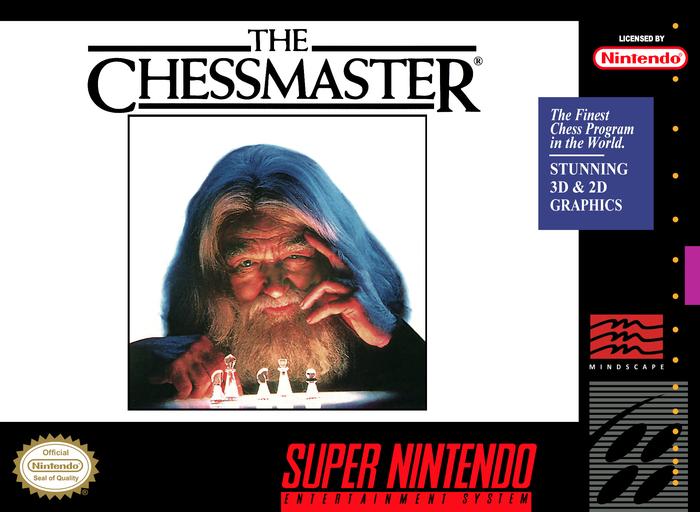 THE
CHESSMASTER®
LICENSED BY
Nintendo®
The Finest
Chess Program
in the World.
STUNNING
3D & 2D
GRAPHICS
MINDSCAPE
Official
Nintendo
Seal of Quality
®
SUPER NINTENDO
ENTERTAINMENT SYSTEM